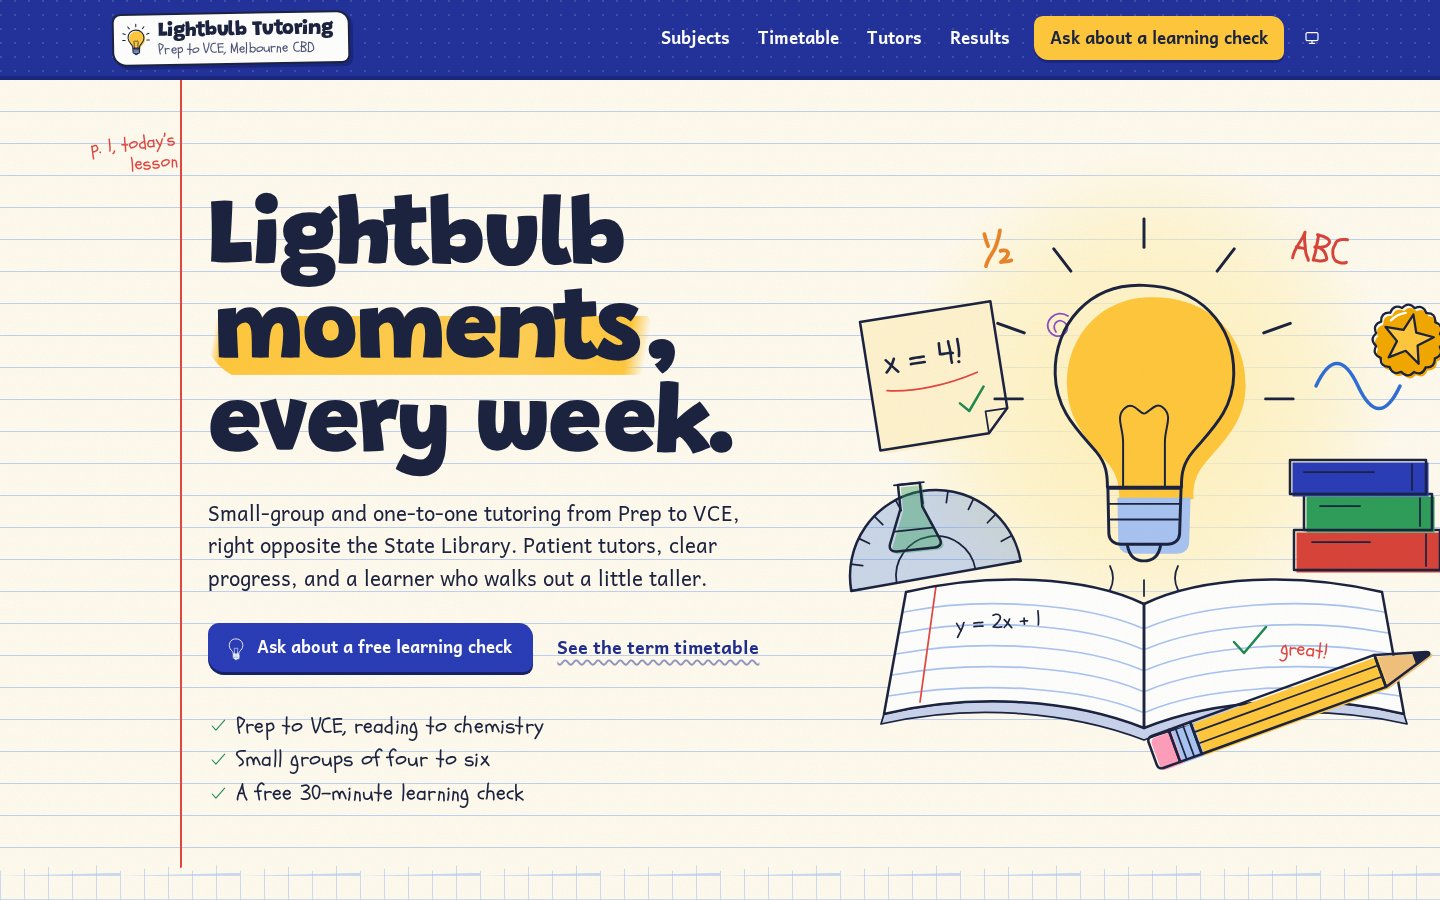 Lightbulb Tutoring
Prep to VCE, Melbourne CBD
Subjects
Timetable
Tutors
Results
Ask about a learning check
p. 1, today's
lesson
Lightbulb
moments,
every week.
Small-group and one-to-one tutoring from Prep to VCE,
right opposite the State Library. Patient tutors, clear
progress, and a learner who walks out a little taller.
Ask about a free learning check
See the term timetable
Prep to VCE, reading to chemistry
Small groups of four to six
A free 30-minute learning check
½
ABC
x = 4!
y = 2x + 1
great!